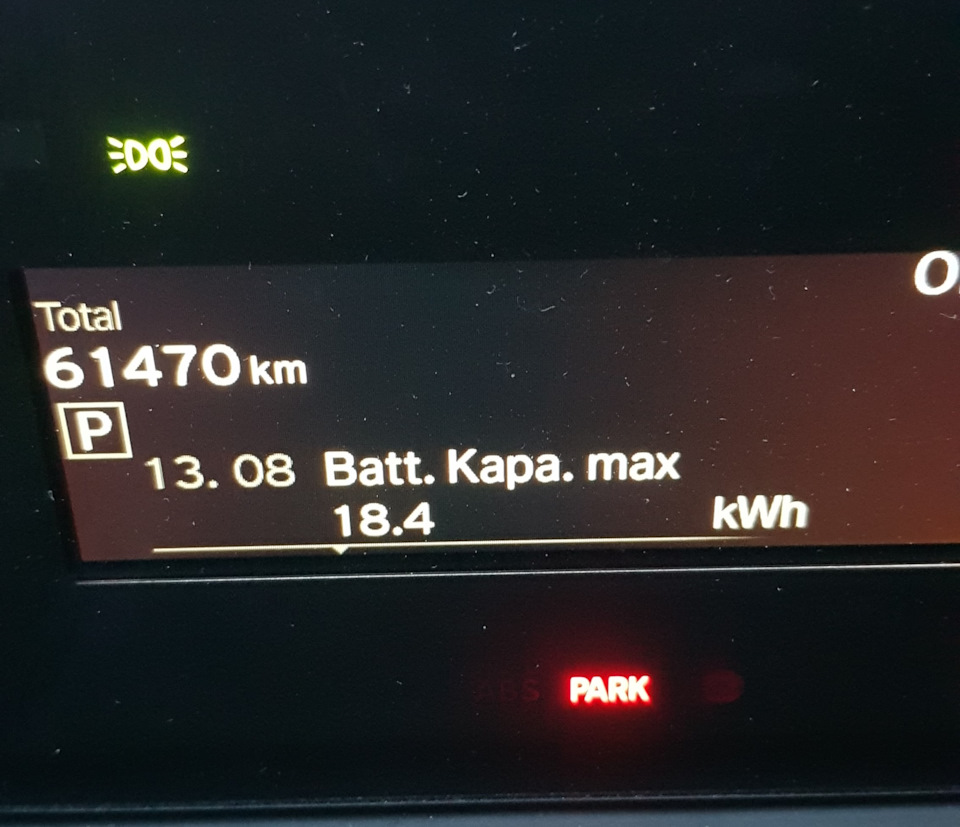 Total
61470 km
P
13. 08 Batt. Kapa. max
18.4 kWh
PARK